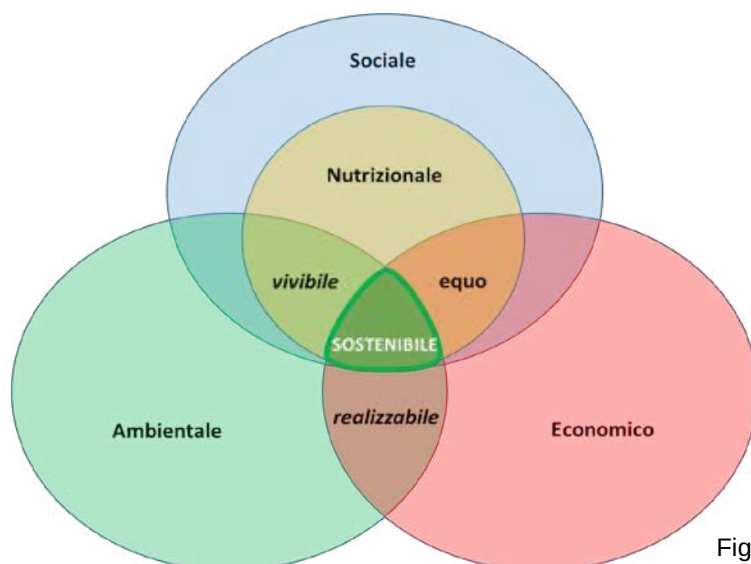 Sociale
Nutrizionale
vivibile
equo
SOSTENIBILE
realizzabile
Ambientale
Economico
Fig